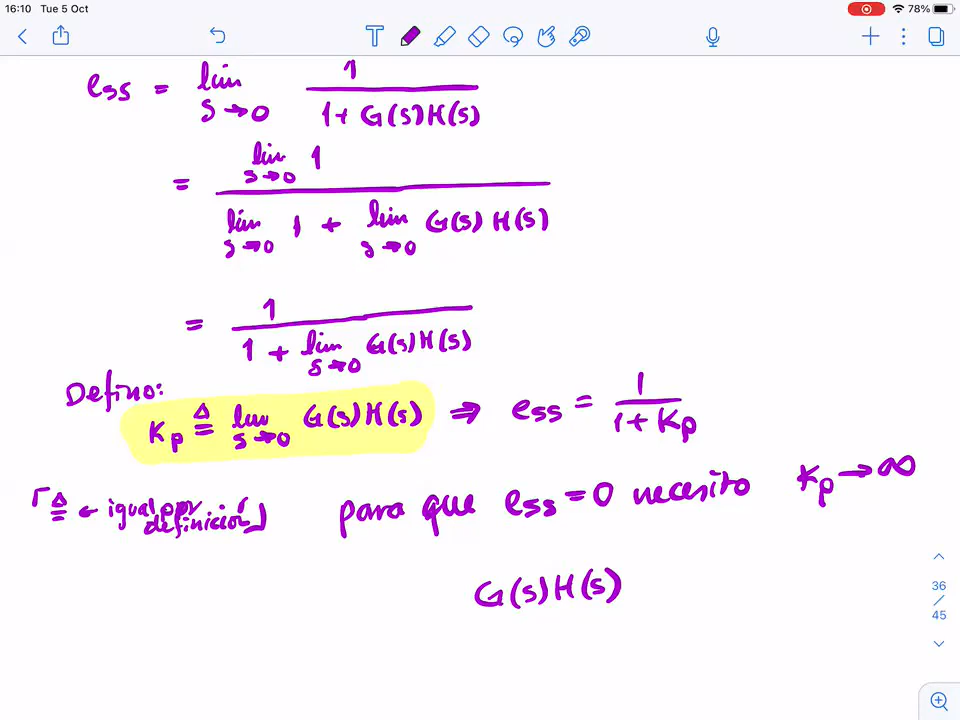 16:10 Tue 5 Oct 78%
T
ess = lim s→0 1 / (1 + G(s)H(s))
= lim s→0 1 / (lim s→0 1 + lim s→0 G(s)H(s))
= 1 / (1 + lim s→0 G(s)H(s))
Defino:
Kp ≜ lim s→0 G(s)H(s) ⇒ ess = 1 / (1 + Kp)
[≜ ← igual por definición]
para que ess = 0 necesito Kp → ∞
G(s)H(s)
36
/
45